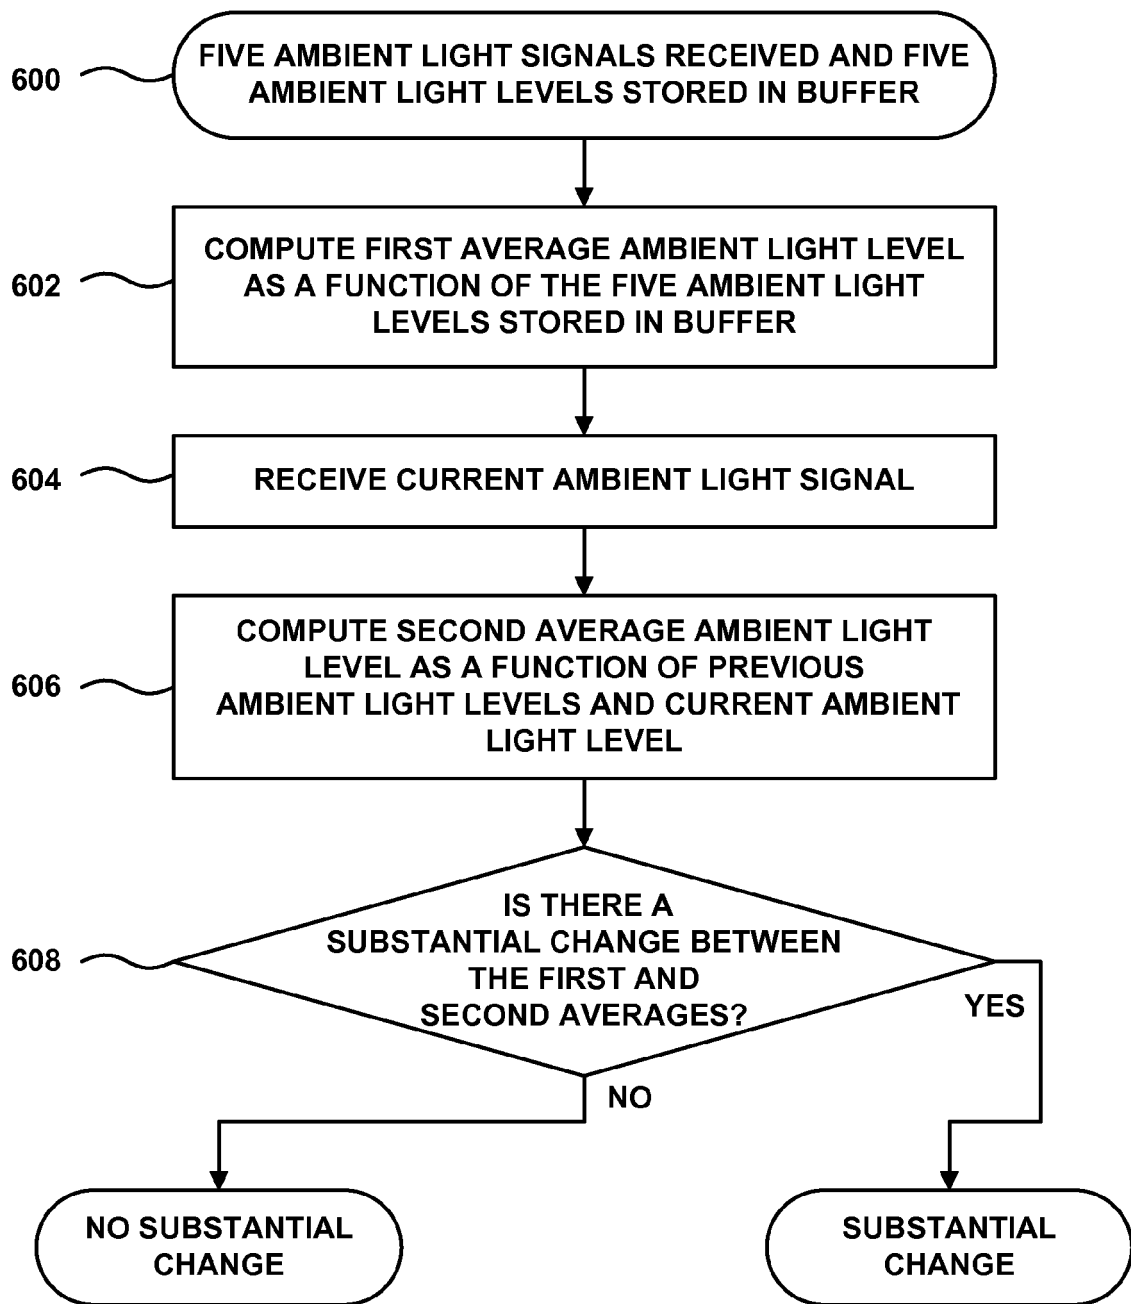 600
FIVE AMBIENT LIGHT SIGNALS RECEIVED AND FIVE
AMBIENT LIGHT LEVELS STORED IN BUFFER
602
COMPUTE FIRST AVERAGE AMBIENT LIGHT LEVEL
AS A FUNCTION OF THE FIVE AMBIENT LIGHT
LEVELS STORED IN BUFFER
604
RECEIVE CURRENT AMBIENT LIGHT SIGNAL
606
COMPUTE SECOND AVERAGE AMBIENT LIGHT
LEVEL AS A FUNCTION OF PREVIOUS
AMBIENT LIGHT LEVELS AND CURRENT AMBIENT
LIGHT LEVEL
608
IS THERE A
SUBSTANTIAL CHANGE BETWEEN
THE FIRST AND
SECOND AVERAGES?
YES
NO
NO SUBSTANTIAL
CHANGE
SUBSTANTIAL
CHANGE